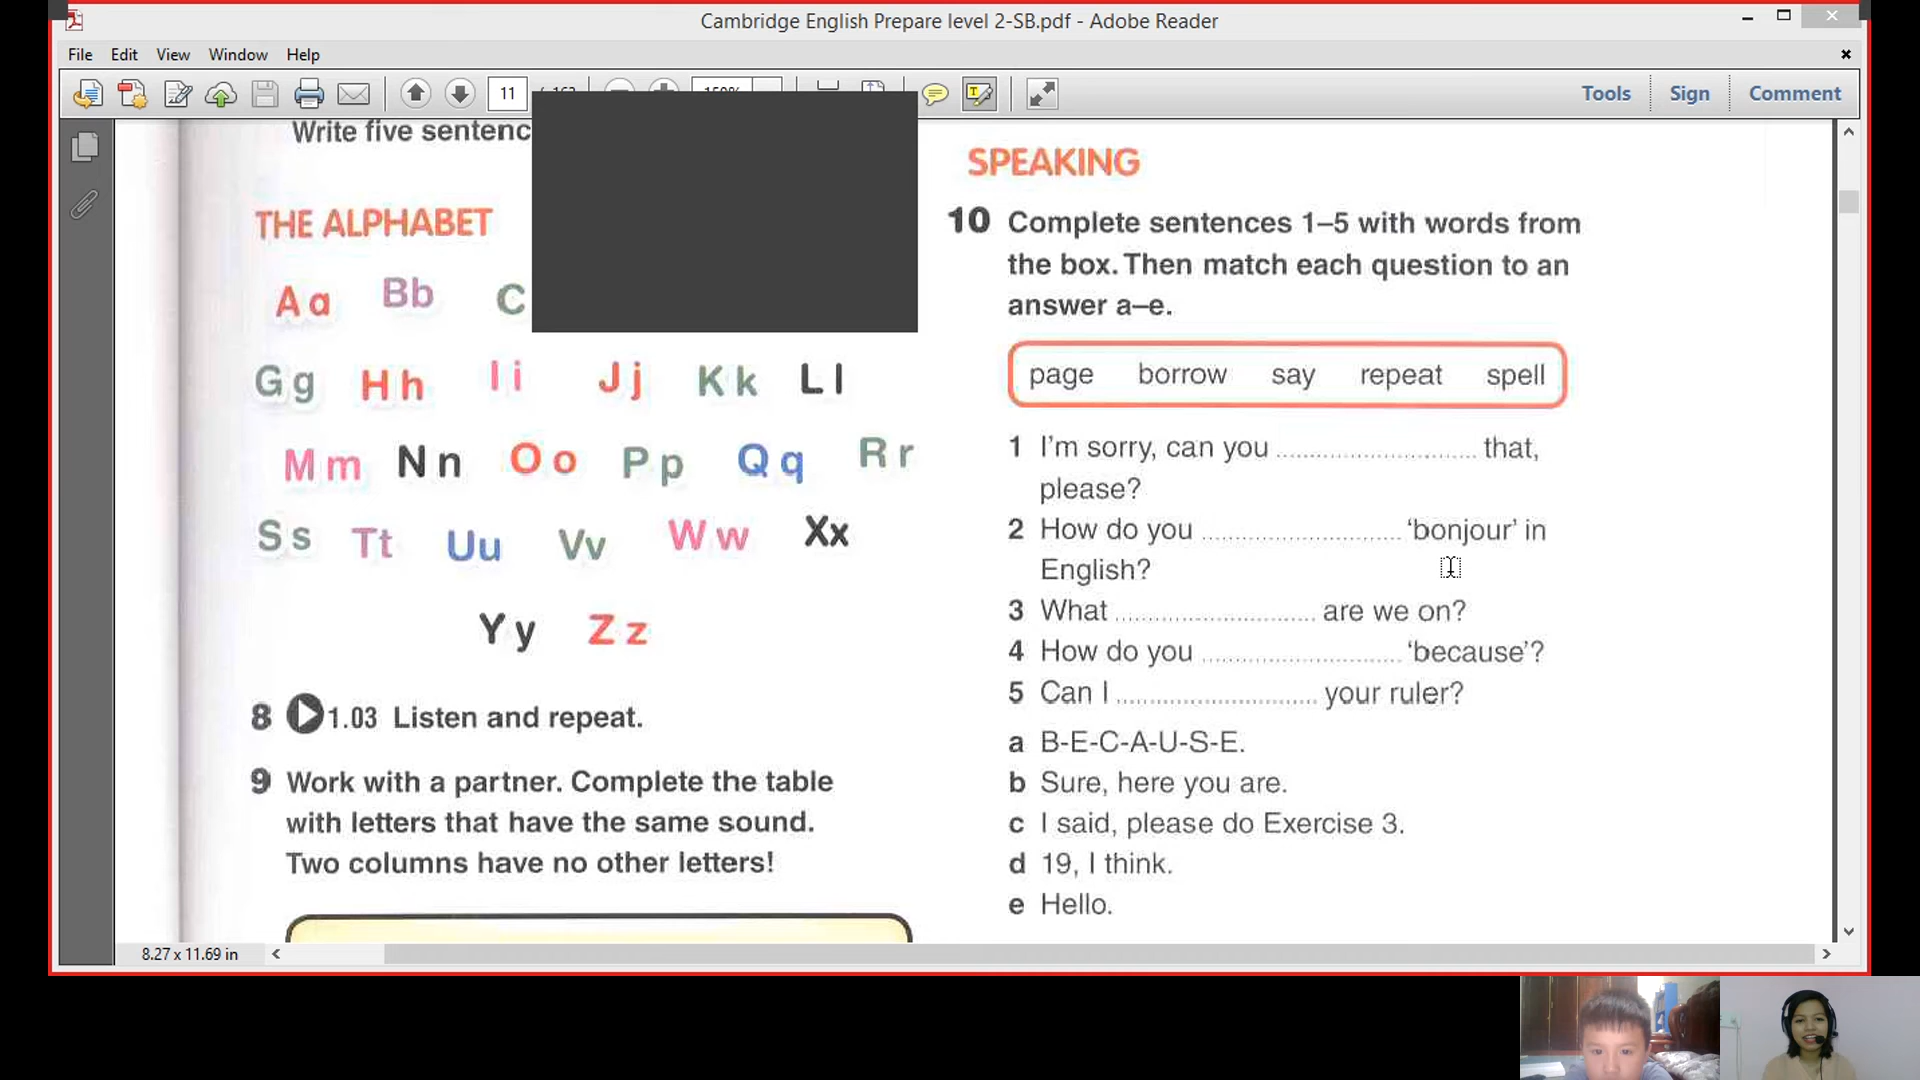 Cambridge English Prepare level 2-SB.pdf - Adobe Reader
File Edit View Window Help
11
Tools Sign Comment
Write five
THE ALPHABET
Aa Bb C
Gg Hh Ii Jj Kk Ll
Mm Nn Oo Pp Qq Rr
Ss Tt Uu Vv Ww Xx
Yy Zz
8 1.03 Listen and repeat.
9 Work with a partner. Complete the table
with letters that have the same sound.
Two columns have no other letters!
SPEAKING
10 Complete sentences 1–5 with words from
the box. Then match each question to an
answer a–e.
page borrow say repeat spell
1 I'm sorry, can you .............................. that,
please?
2 How do you .............................. 'bonjour' in
English?
3 What .............................. are we on?
4 How do you .............................. 'because'?
5 Can I .............................. your ruler?
a B-E-C-A-U-S-E.
b Sure, here you are.
c I said, please do Exercise 3.
d 19, I think.
e Hello.
8.27 x 11.69 in